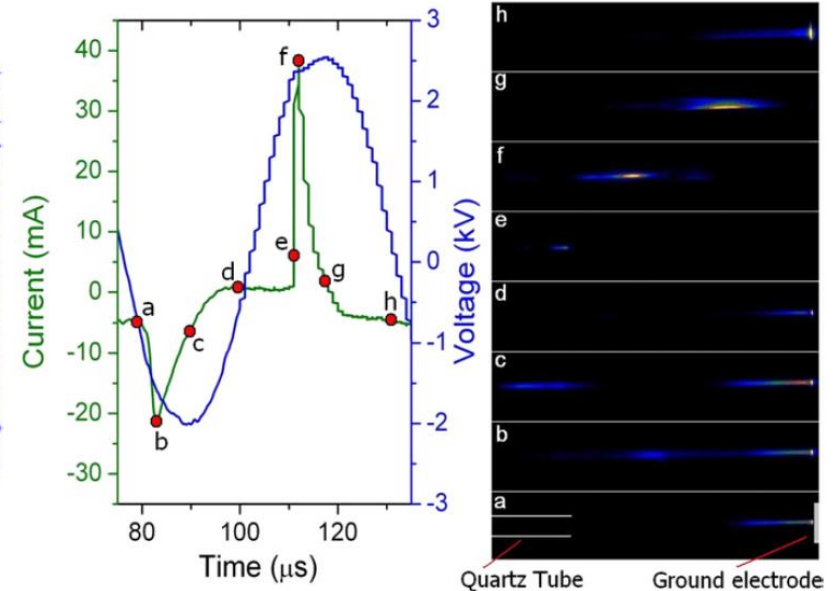 40
30
20
10
0
-10
-20
-30
Current (mA)
a
b
c
d
e
f
g
h
80
100
120
Time (μs)
3
2
1
0
-1
-2
-3
Voltage (kV)
h
g
f
e
d
c
b
a
Quartz Tube
Ground electrode